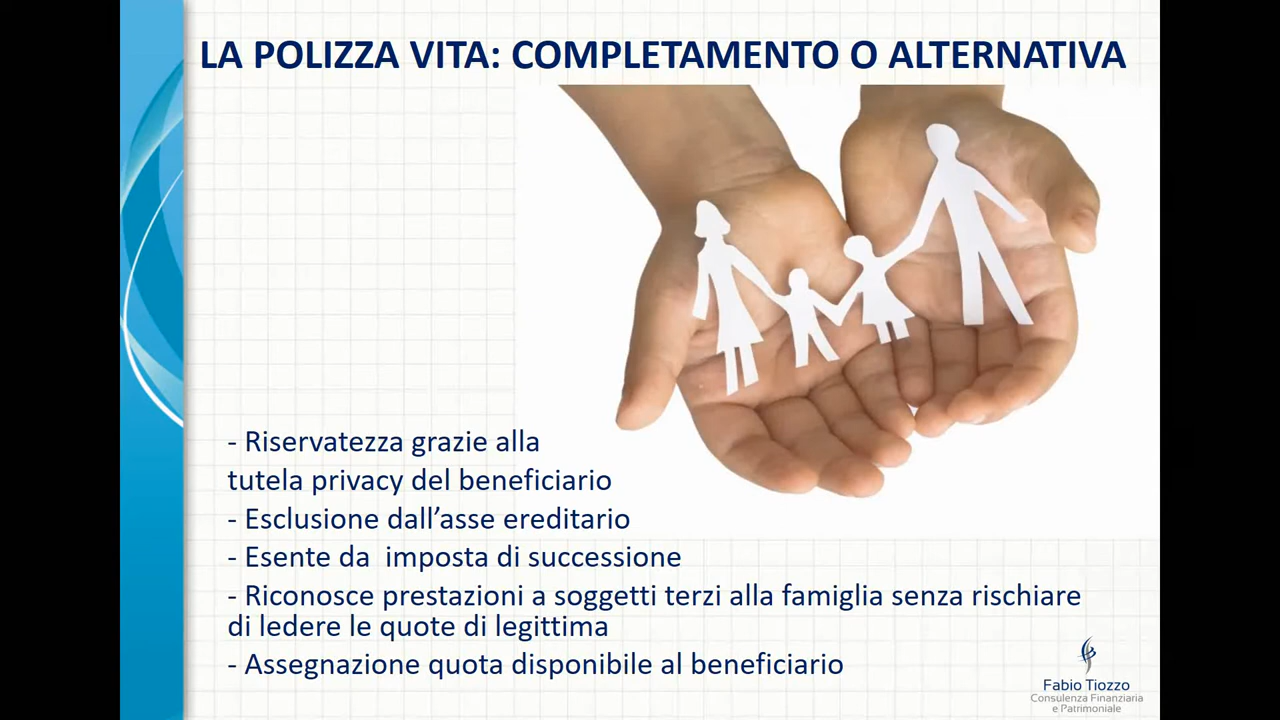 LA POLIZZA VITA: COMPLETAMENTO O ALTERNATIVA
- Riservatezza grazie alla
tutela privacy del beneficiario
- Esclusione dall’asse ereditario
- Esente da  imposta di successione
- Riconosce prestazioni a soggetti terzi alla famiglia senza rischiare
di ledere le quote di legittima
- Assegnazione quota disponibile al beneficiario
Fabio Tiozzo
Consulenza Finanziaria
e Patrimoniale